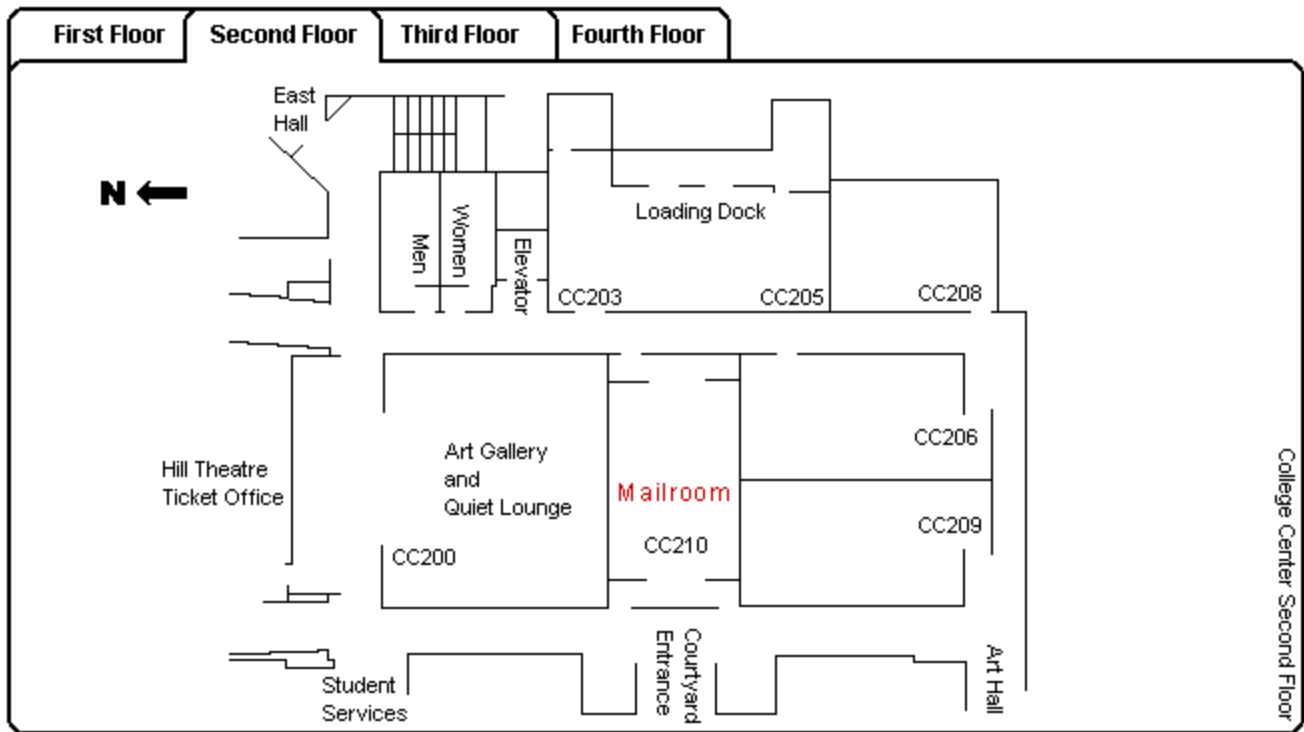 First Floor
Second Floor
Third Floor
Fourth Floor
East
Hall
N
Men
Women
Elevator
Loading Dock
CC203
CC205
CC208
Hill Theatre
Ticket Office
Art Gallery
and
Quiet Lounge
CC200
Mailroom
CC210
CC206
CC209
Student
Services
Courtyard
Entrance
Art Hall
College Center Second Floor